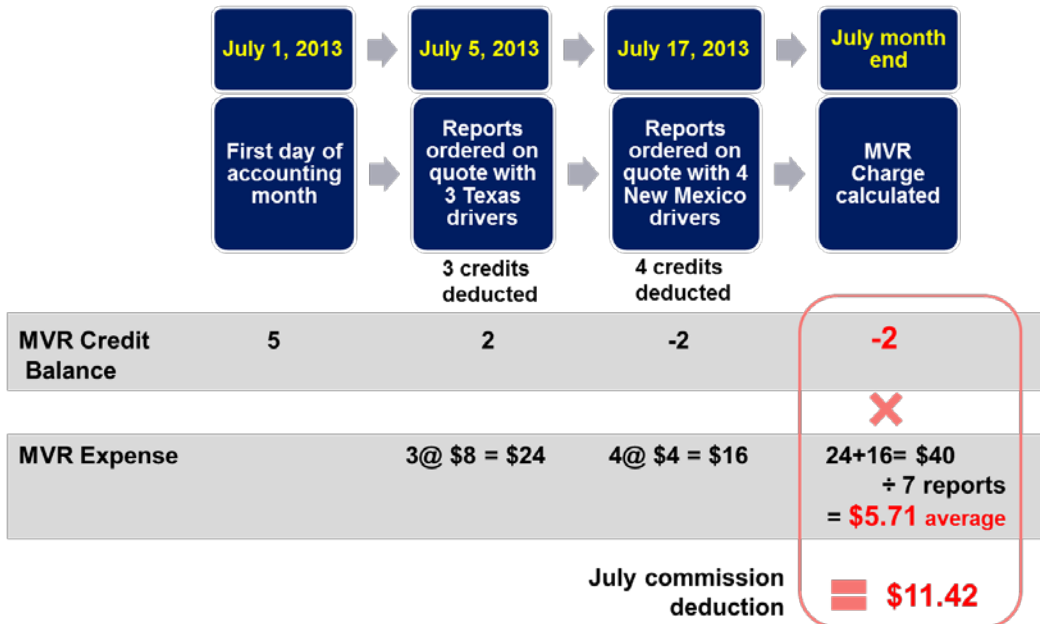 July 1, 2013
July 5, 2013
July 17, 2013
July month
end
First day of
accounting
month
Reports
ordered on
quote with
3 Texas
drivers
Reports
ordered on
quote with 4
New Mexico
drivers
MVR
Charge
calculated
3 credits
deducted
4 credits
deducted
MVR Credit
Balance
5
2
-2
-2
MVR Expense
3@ $8 = $24
4@ $4 = $16
24+16= $40
÷ 7 reports
= $5.71 average
July commission
deduction
$11.42